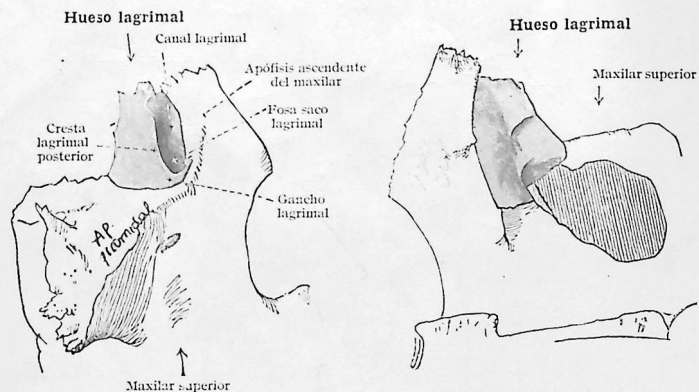 Hueso lagrimal
Canal lagrimal
Apófisis ascendente
del maxilar
Fosa saco
lagrimal
Cresta
lagrimal
posterior
Gancho
lagrimal
AP
piramidal
Maxilar superior
Hueso lagrimal
Maxilar superior